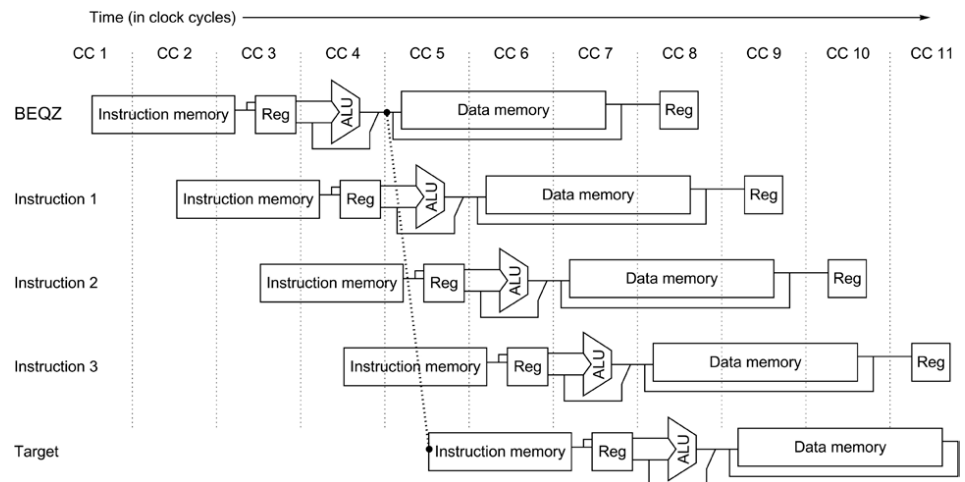 Time (in clock cycles)
CC 1 CC 2 CC 3 CC 4 CC 5 CC 6 CC 7 CC 8 CC 9 CC 10 CC 11
BEQZ Instruction memory Reg ALU Data memory Reg
Instruction 1 Instruction memory Reg ALU Data memory Reg
Instruction 2 Instruction memory Reg ALU Data memory Reg
Instruction 3 Instruction memory Reg ALU Data memory Reg
Target Instruction memory Reg ALU Data memory